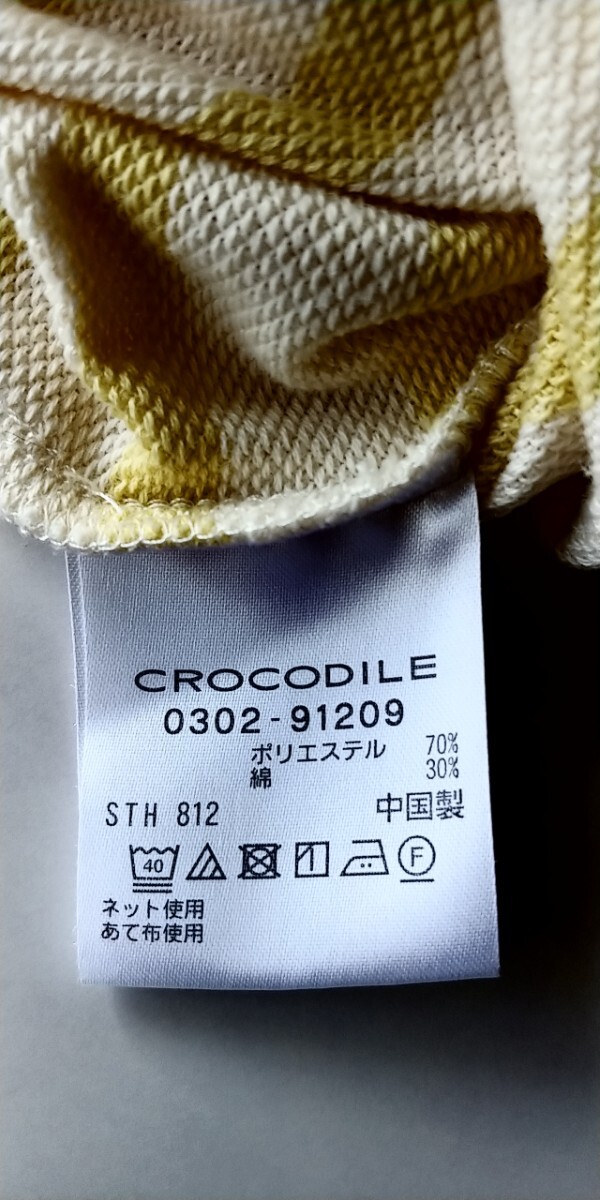 CROCODILE
0302-91209
ポリエステル 70%
綿 30%
STH 812 中国製
40 F
ネット使用
あて布使用